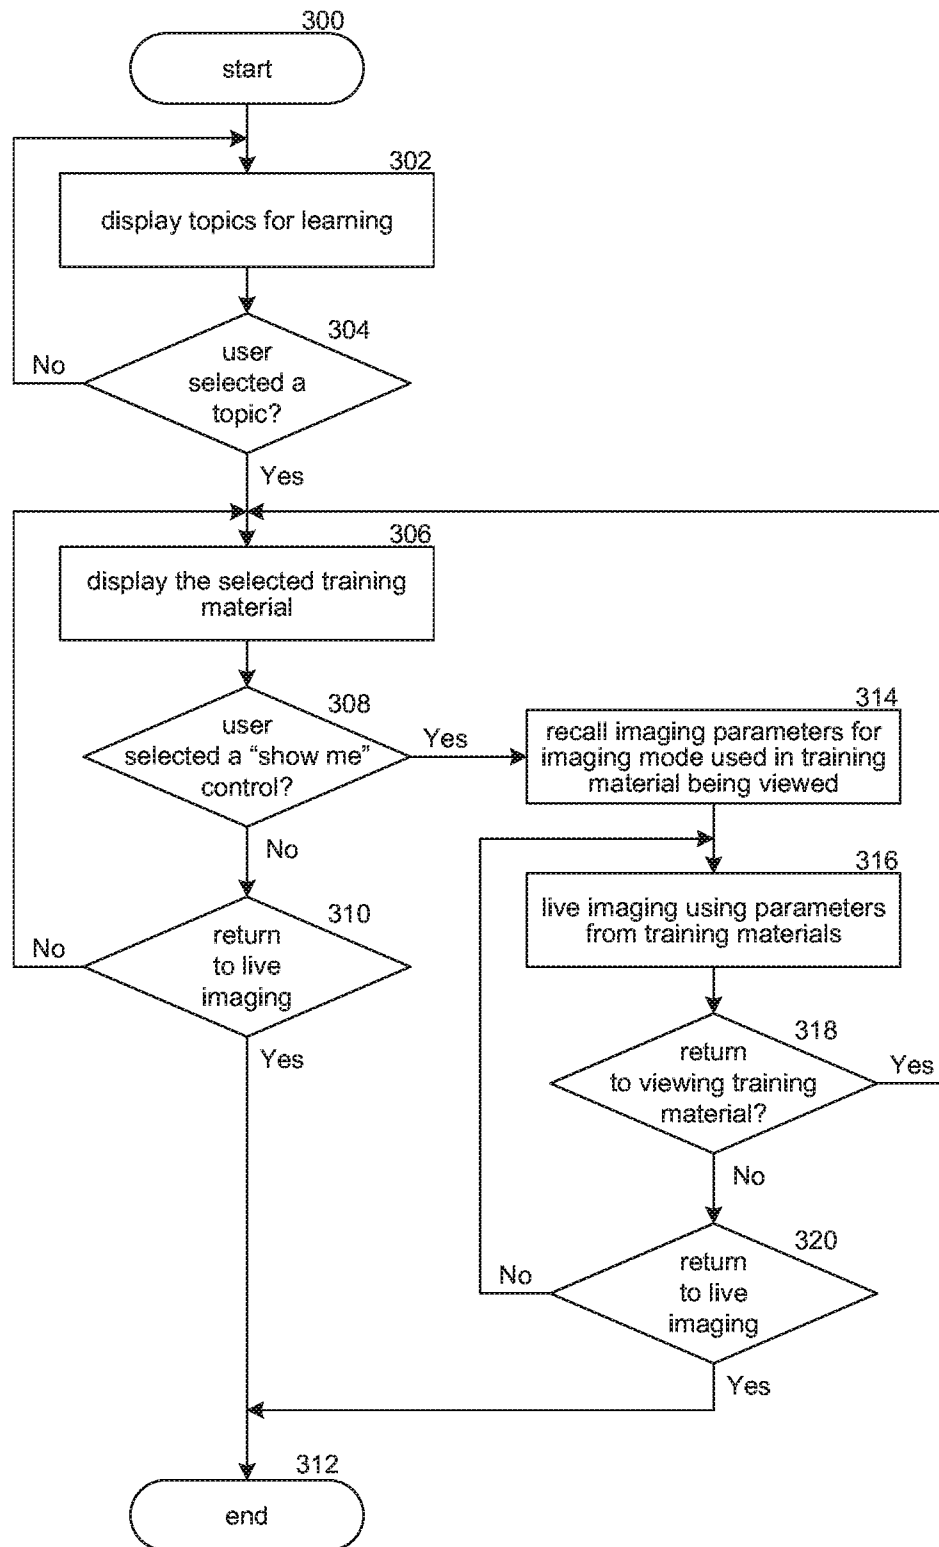 300
start
302
display topics for learning
304
user
selected a
topic?
No
Yes
306
display the selected training
material
308
user
selected a “show me”
control?
Yes
No
310
return
to live
imaging
No
Yes
314
recall imaging parameters for
imaging mode used in training
material being viewed
316
live imaging using parameters
from training materials
318
return
to viewing training
material?
Yes
No
320
return
to live
imaging
No
Yes
312
end